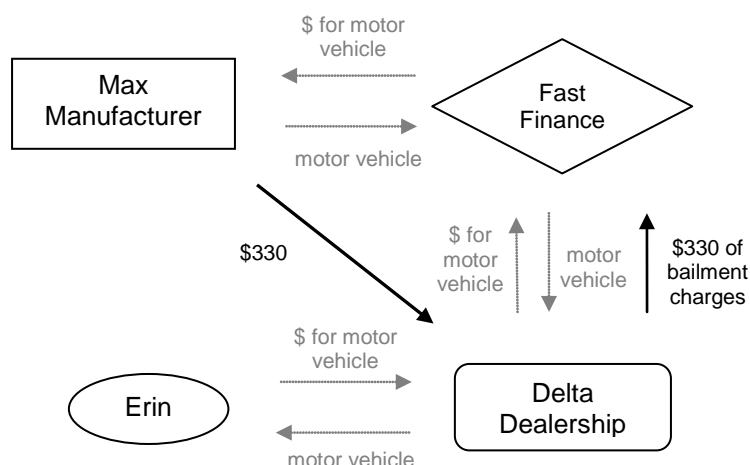 $ for motor
vehicle
Max
Manufacturer
Fast
Finance
motor vehicle
$330
$ for
motor
vehicle
motor
vehicle
$330 of
bailment
charges
$ for motor
vehicle
Erin
Delta
Dealership
motor vehicle